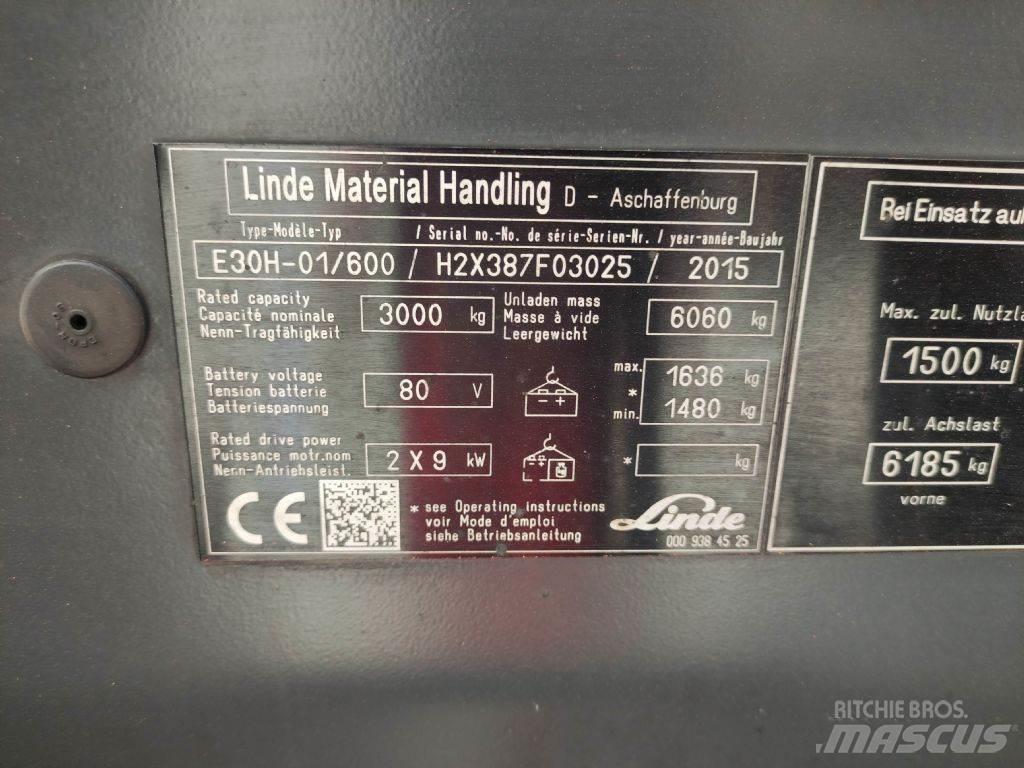 Linde Material Handling D - Aschaffenburg
Type-Modèle-Typ / Serial no.-No. de série-Serien-Nr. / year-année-Baujahr
E30H-01/600 / H2X387F03025 / 2015
Rated capacity
Capacité nominale
Nenn-Tragfähigkeit
3000 kg
Unladen mass
Masse à vide
Leergewicht
6060 kg
Battery voltage
Tension batterie
Batteriespannung
80 V
max. 1636 kg
*
min. 1480 kg
Rated drive power
Puissance motr.nom
Nenn-Antriebsleist.
2 X 9 kW
* kg
CE
* see Operating instructions
voir Mode d'emploi
siehe Betriebsanleitung
Linde
000 938 45 25
Bei Einsatz auf
Max. zul. Nutzla
1500 kg
zul. Achslast
6185 kg
vorne
RITCHIE BROS.
MASCUS